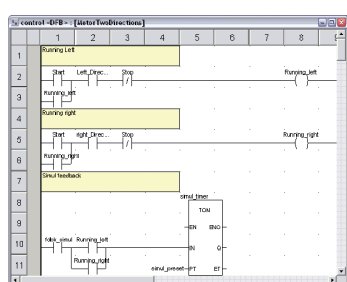 control <DFB> : [MotorTwoDirections]
1 2 3 4 5 6 7 8
1 Running Left
Start Left_Direc... Stop Running_left
2
3 Running_left
4 Running right
Start right_Direc... Stop Running_right
5
6 Running_right
7 Simul feedback
simul_timer
8
TON
9 EN ENO
fdbk_simul Running_left
10 IN Q
Running_right
11 simul_preset PT ET